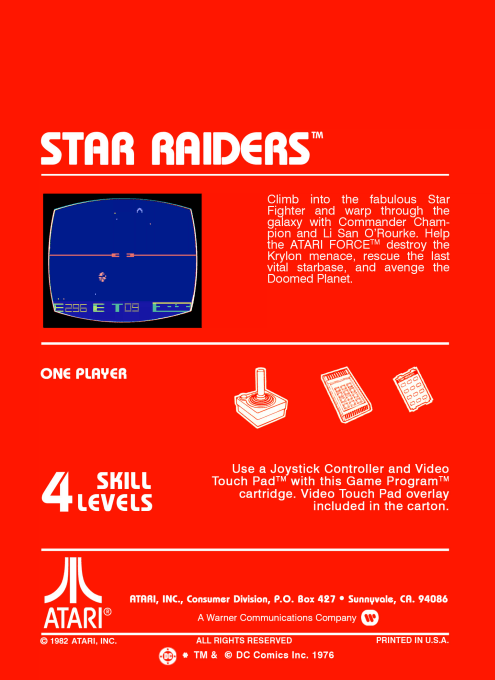 STAR RAIDERS™
Climb into the fabulous Star
Fighter and warp through the
galaxy with Commander Cham-
pion and Li San O'Rourke. Help
the ATARI FORCE™ destroy the
Krylon menace, rescue the last
vital starbase, and avenge the
Doomed Planet.
E296 E T09 E
ONE PLAYER
4 SKILL
LEVELS
Use a Joystick Controller and Video
Touch Pad™ with this Game Program™
cartridge. Video Touch Pad overlay
included in the carton.
ATARI®
ATARI, INC., Consumer Division, P.O. Box 427 • Sunnyvale, CA. 94086
A Warner Communications Company
© 1982 ATARI, INC.
ALL RIGHTS RESERVED
PRINTED IN U.S.A.
DC * TM & © DC Comics Inc. 1976